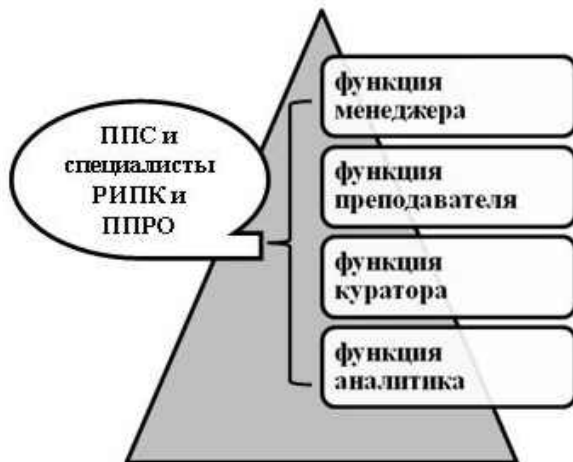 ППС и
специалисты
РИПК и
ППРО
функция
менеджера
функция
преподавателя
функция
куратора
функция
аналитика